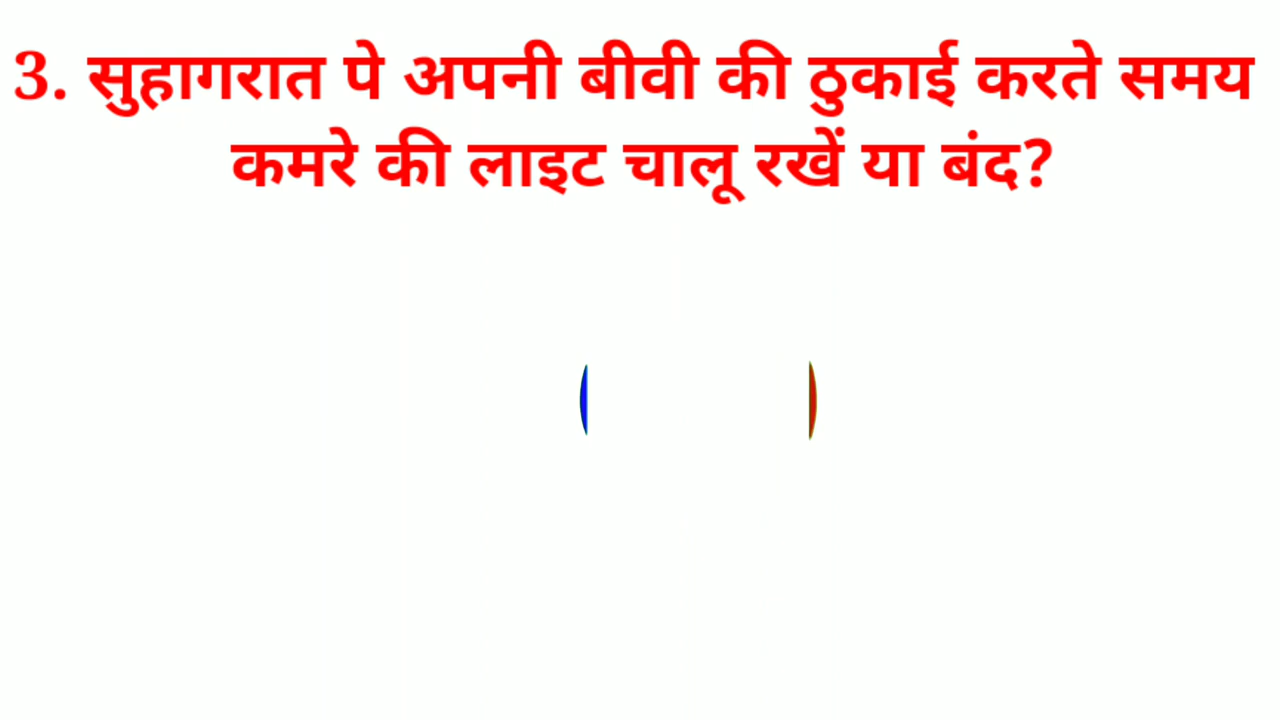 3. सुहागरात पे अपनी बीवी की ठुकाई करते समय
कमरे की लाइट चालू रखें या बंद?